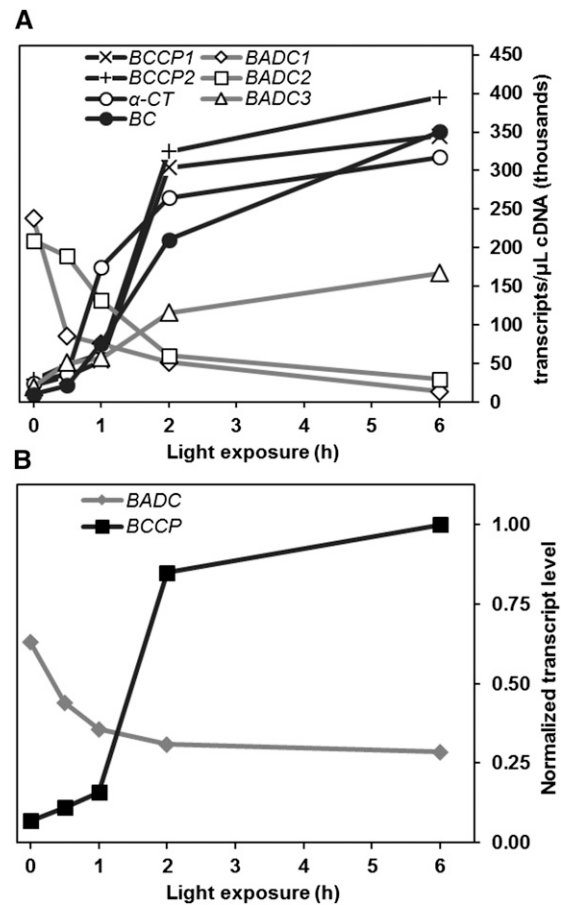 A
BCCP1 BADC1
BCCP2 BADC2
α-CT BADC3
BC
450
400
350
300
250
200
150
100
50
0
transcripts/µL cDNA (thousands)
0 1 2 3 4 5 6
Light exposure (h)
B
BADC
BCCP
1.00
0.75
0.50
0.25
0.00
Normalized transcript level
0 1 2 3 4 5 6
Light exposure (h)